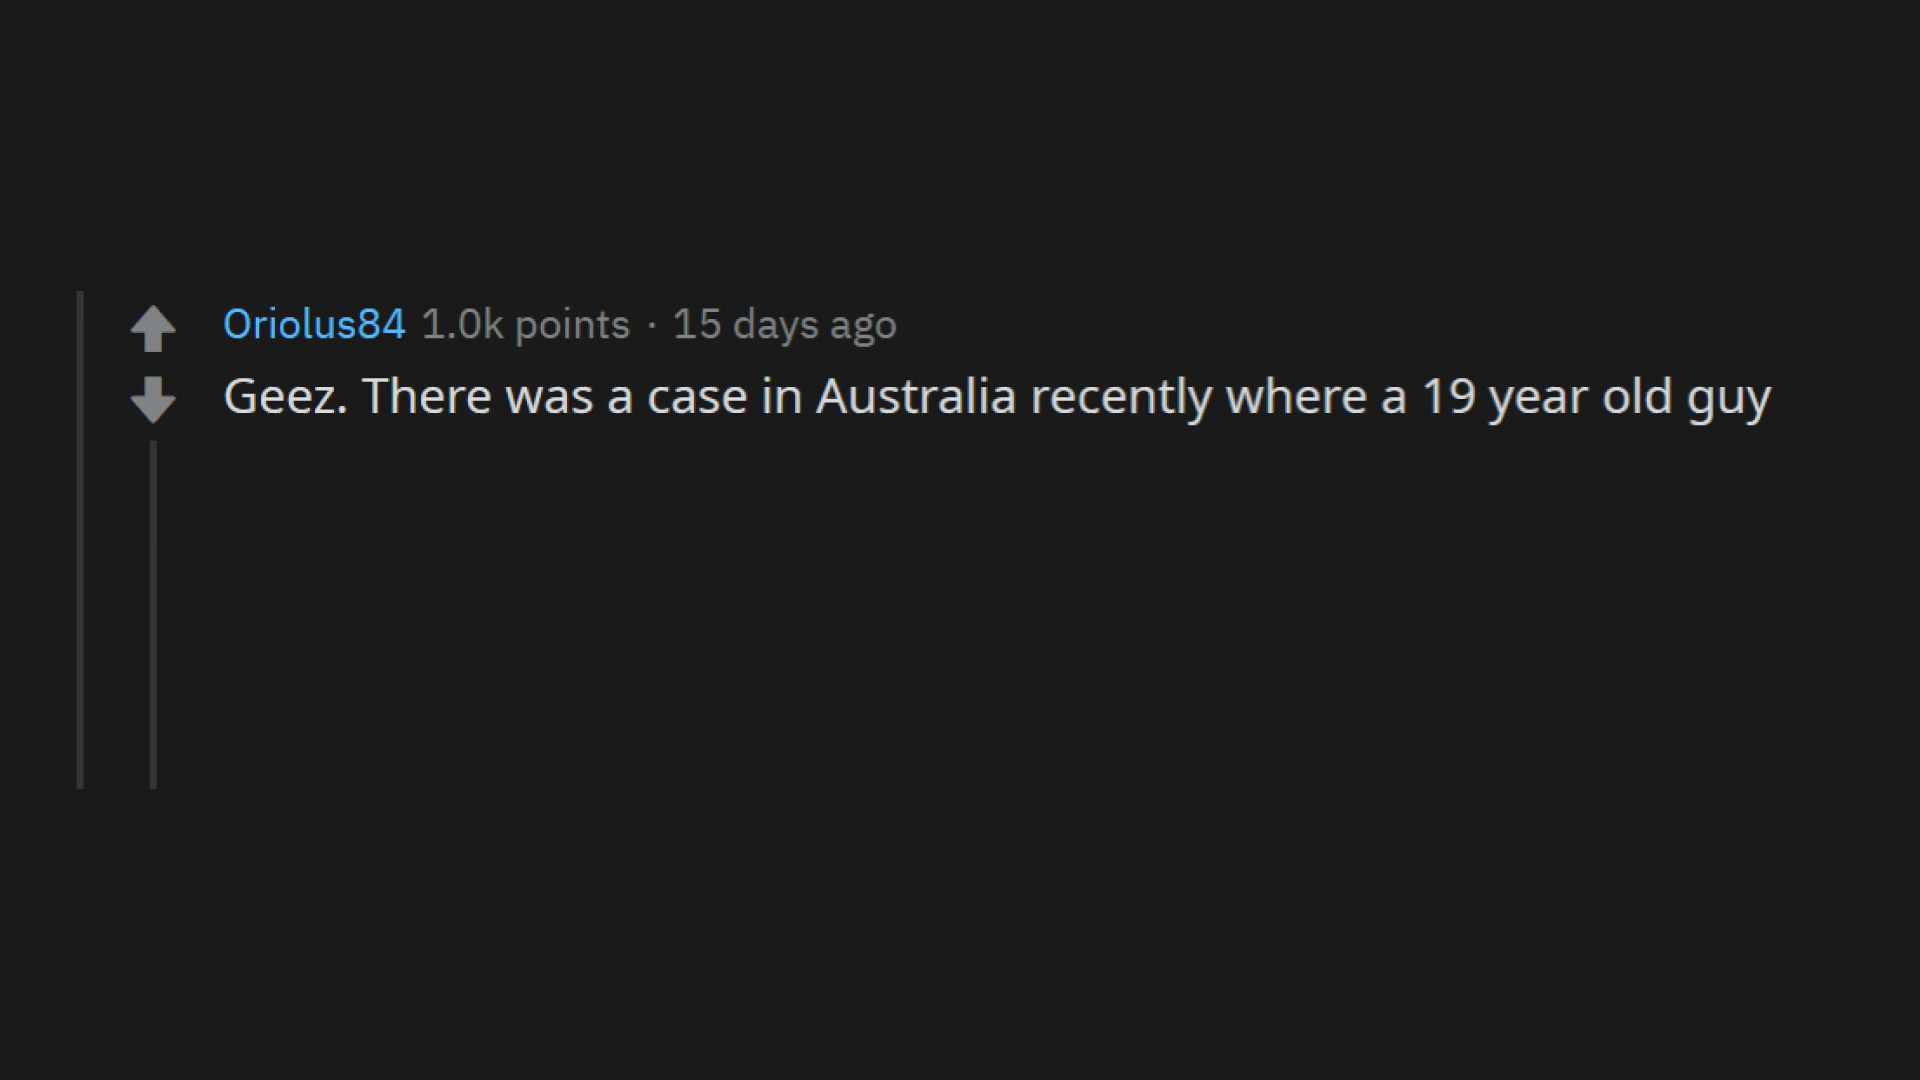 Oriolus84 1.0k points · 15 days ago
Geez. There was a case in Australia recently where a 19 year old guy